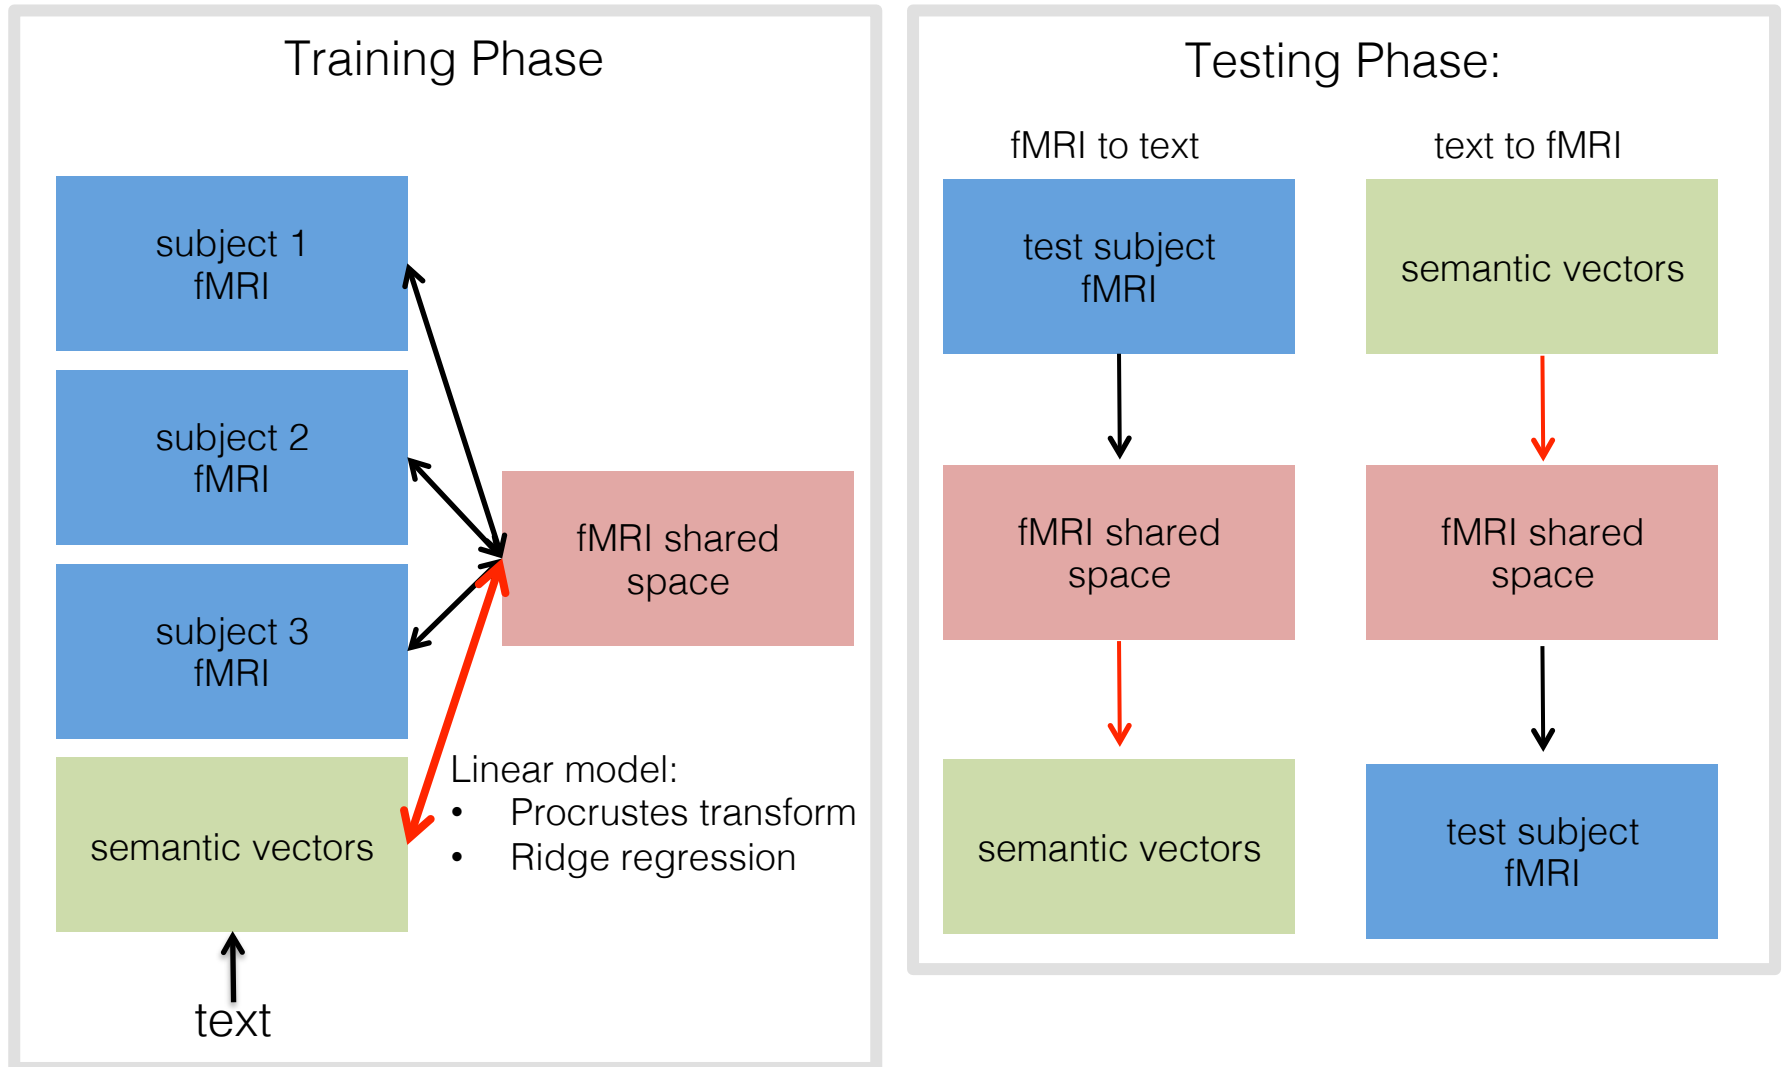 Training Phase
subject 1
fMRI
subject 2
fMRI
subject 3
fMRI
fMRI shared
space
semantic vectors
Linear model:
• Procrustes transform
• Ridge regression
text
Testing Phase:
fMRI to text
test subject
fMRI
fMRI shared
space
semantic vectors
text to fMRI
semantic vectors
fMRI shared
space
test subject
fMRI